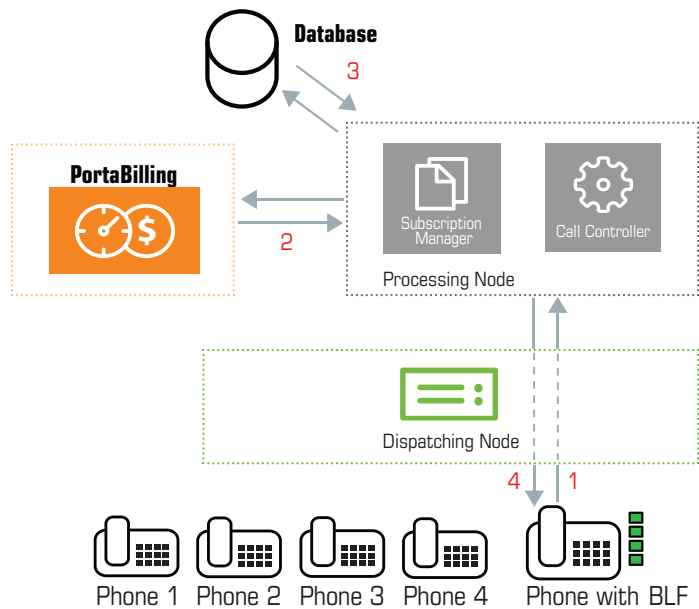 Database
3
PortaBilling
$
2
Subscription
Manager
Call Controller
Processing Node
Dispatching Node
4 1
Phone 1 Phone 2 Phone 3 Phone 4 Phone with BLF